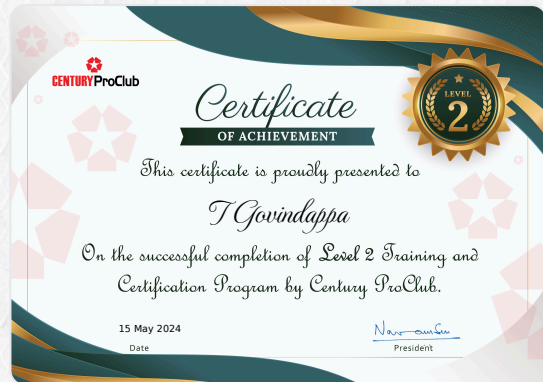 CENTURY ProClub
Certificate
OF ACHIEVEMENT
LEVEL
2
This certificate is proudly presented to
T Govindappa
On the successful completion of Level 2 Training and
Certification Program by Century ProClub.
15 May 2024
Date
President